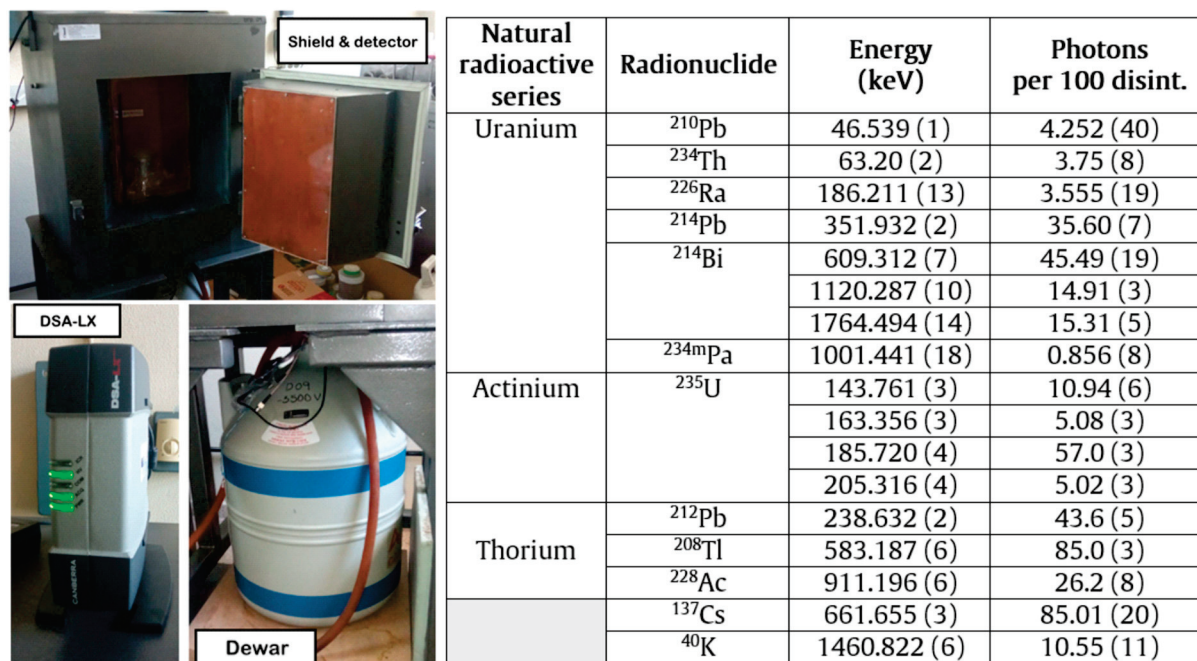 Shield & detector
DSA-LX
DSA-LX
CANBERRA
D09
-3500 V
Dewar
Natural radioactive series Radionuclide Energy (keV) Photons per 100 disint.
Uranium ²¹⁰Pb 46.539 (1) 4.252 (40)
²³⁴Th 63.20 (2) 3.75 (8)
²²⁶Ra 186.211 (13) 3.555 (19)
²¹⁴Pb 351.932 (2) 35.60 (7)
²¹⁴Bi 609.312 (7) 45.49 (19)
1120.287 (10) 14.91 (3)
1764.494 (14) 15.31 (5)
²³⁴ᵐPa 1001.441 (18) 0.856 (8)
Actinium ²³⁵U 143.761 (3) 10.94 (6)
163.356 (3) 5.08 (3)
185.720 (4) 57.0 (3)
205.316 (4) 5.02 (3)
²¹²Pb 238.632 (2) 43.6 (5)
Thorium ²⁰⁸Tl 583.187 (6) 85.0 (3)
²²⁸Ac 911.196 (6) 26.2 (8)
¹³⁷Cs 661.655 (3) 85.01 (20)
⁴⁰K 1460.822 (6) 10.55 (11)